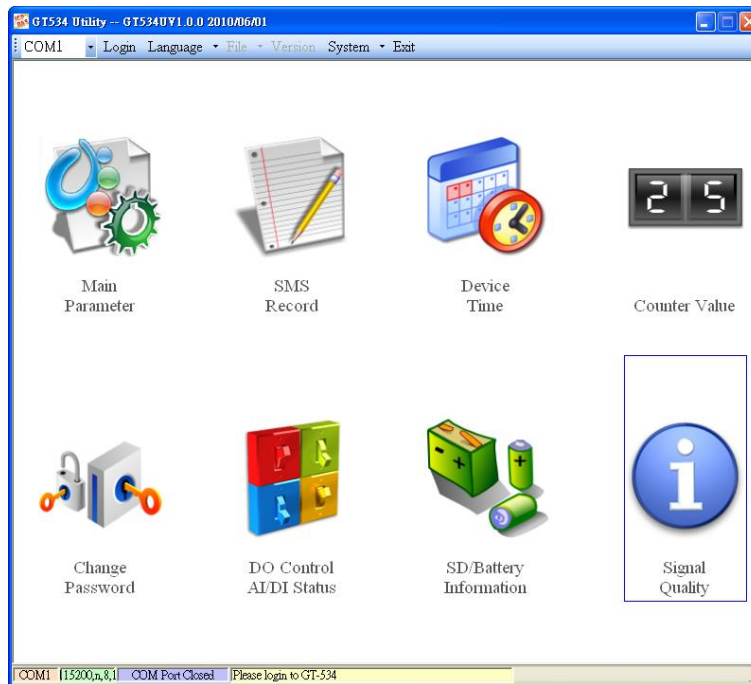 GT534 Utility -- GT534UV1.0.0 2010/06/01
COM1 Login Language File Version System Exit
25
Main
Parameter
SMS
Record
Device
Time
Counter Value
Change
Password
DO Control
AI/DI Status
SD/Battery
Information
Signal
Quality
COM1 115200,n,8,1 COM Port Closed Please login to GT-534